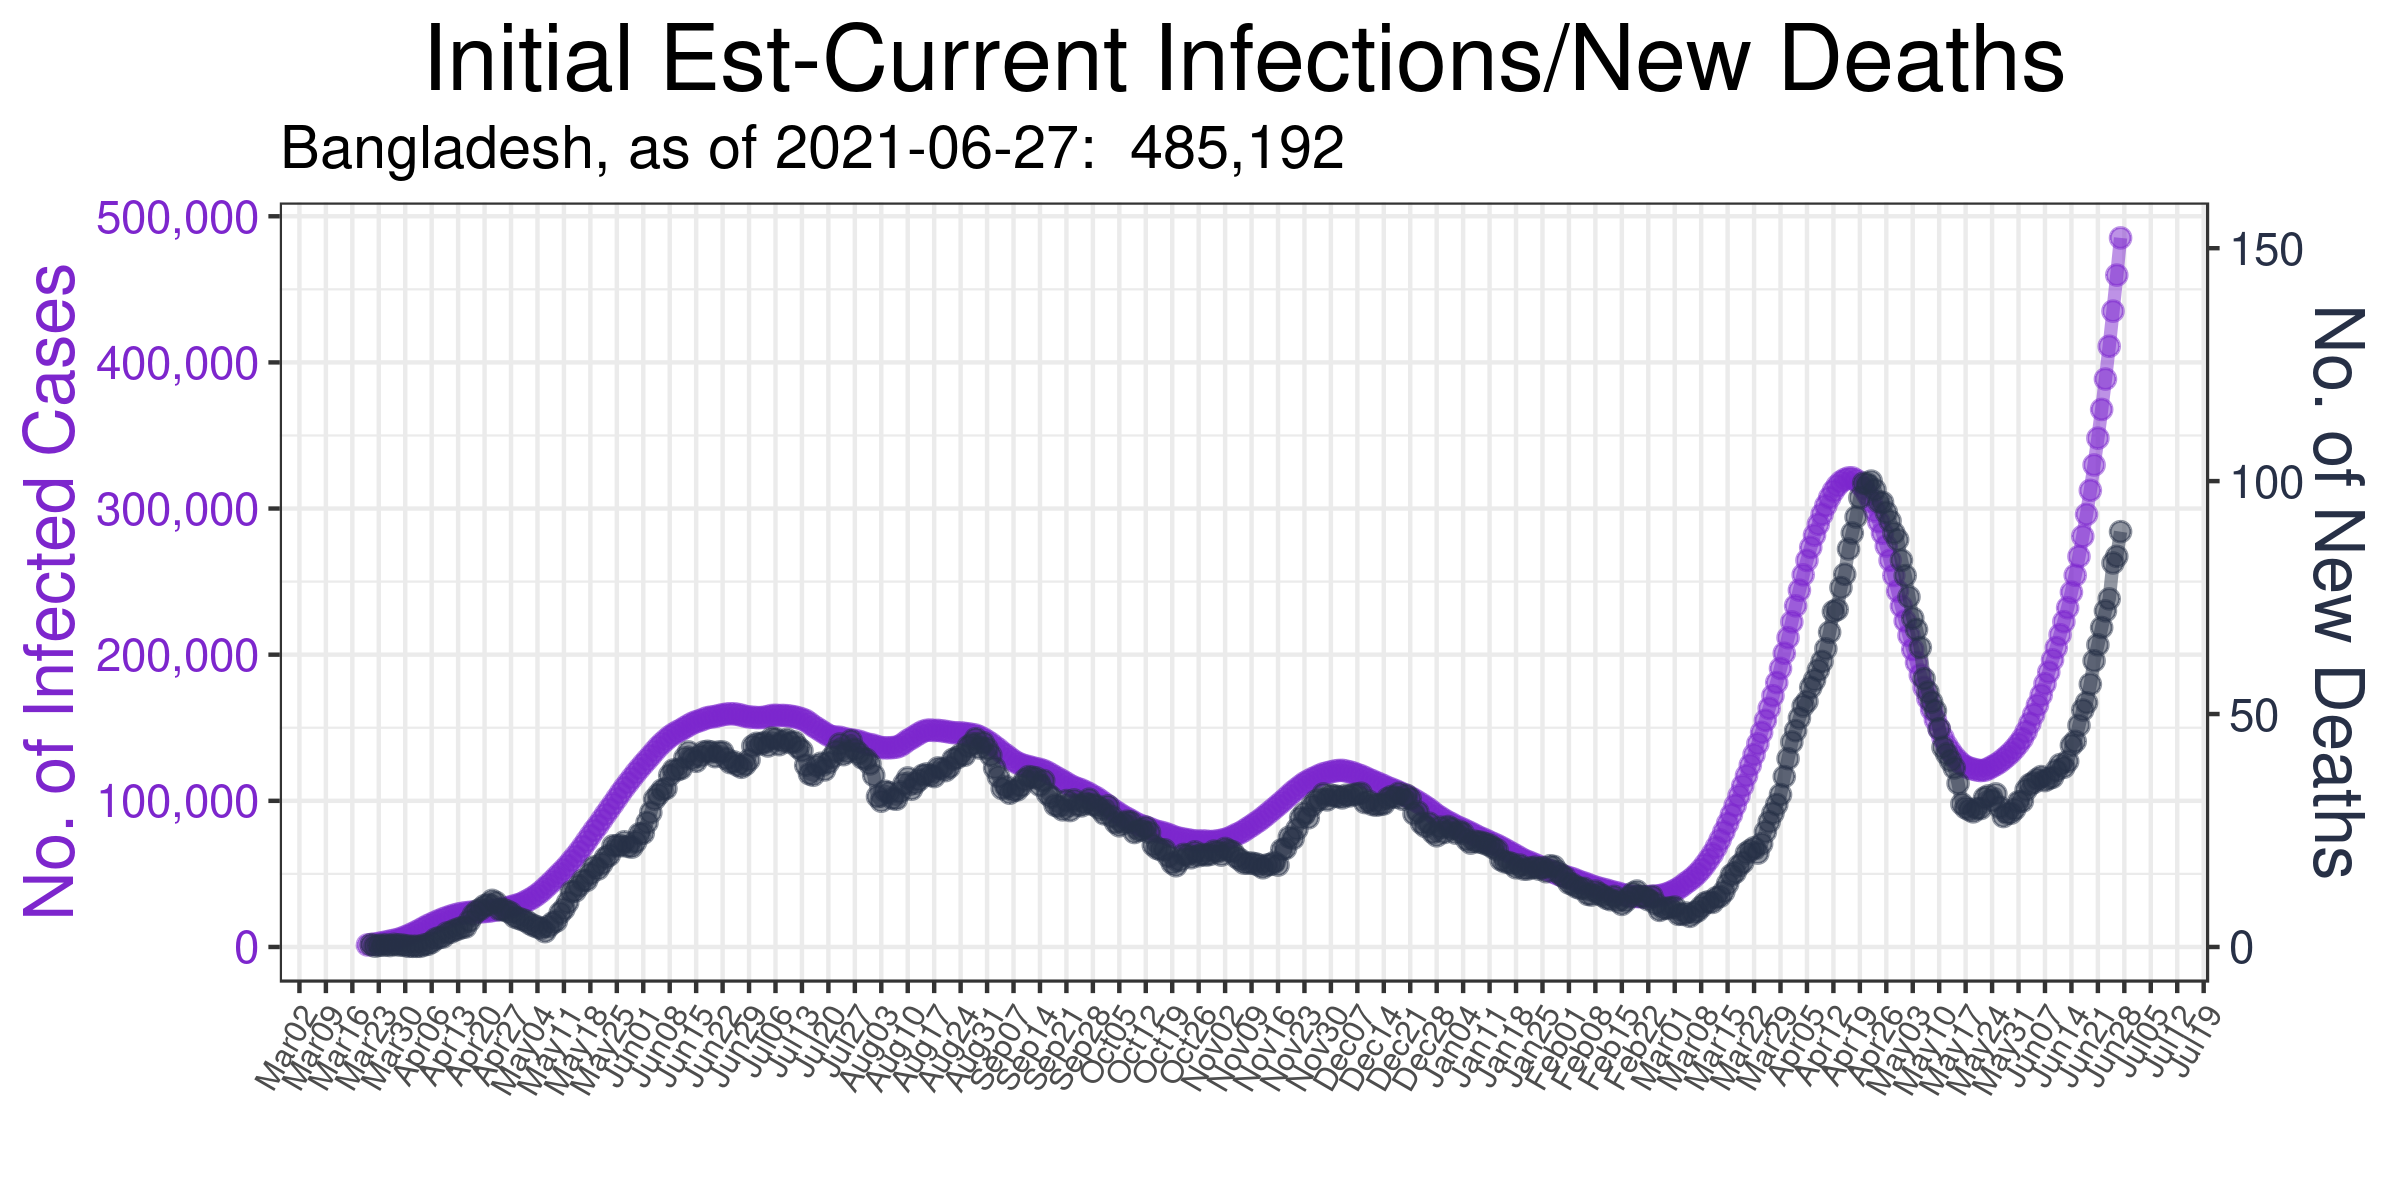 Initial Est-Current Infections/New Deaths
Bangladesh, as of 2021-06-27:  485,192
No. of Infected Cases
500,000
400,000
300,000
200,000
100,000
0
150
100
50
0
No. of New Deaths
Mar02
Mar09
Mar16
Mar23
Mar30
Apr06
Apr13
Apr20
Apr27
May04
May11
May18
May25
Jun01
Jun08
Jun15
Jun22
Jun29
Jul06
Jul13
Jul20
Jul27
Aug03
Aug10
Aug17
Aug24
Aug31
Sep07
Sep14
Sep21
Sep28
Oct05
Oct12
Oct19
Oct26
Nov02
Nov09
Nov16
Nov23
Nov30
Dec07
Dec14
Dec21
Dec28
Jan04
Jan11
Jan18
Jan25
Feb01
Feb08
Feb15
Feb22
Mar01
Mar08
Mar15
Mar22
Mar29
Apr05
Apr12
Apr19
Apr26
May03
May10
May17
May24
May31
Jun07
Jun14
Jun21
Jun28
Jul05
Jul12
Jul19